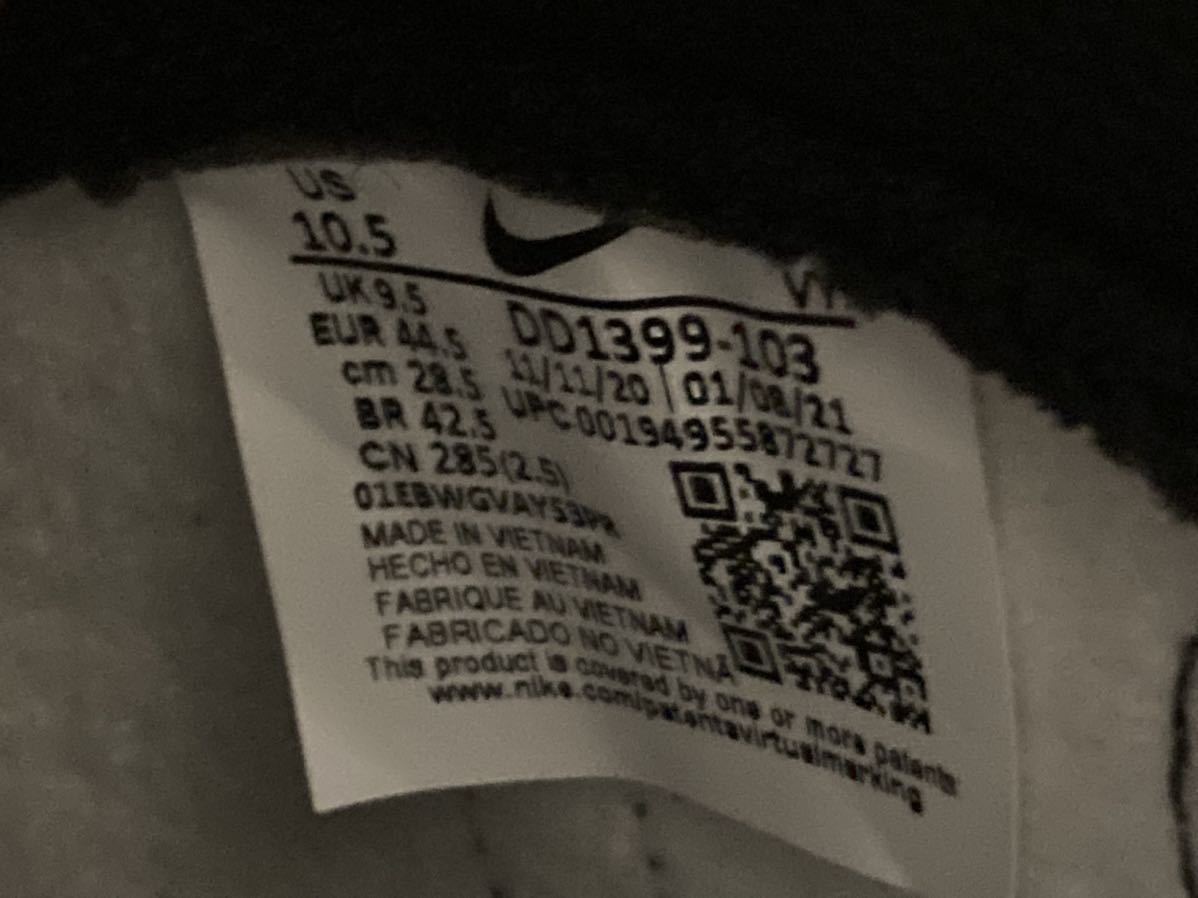 US
10.5
UK 9.5
EUR 44.5
cm 28.5
BR 42.5
CN 285(2.5)
DD1399-103
11/11/20 | 01/08/21
UPC 00194955872727
MADE IN VIETNAM
HECHO EN VIETNAM
FABRIQUE AU VIETNAM
FABRICADO NO VIETNÃ
This product is covered by one or more patents
www.nike.com/patentsvirtualmarking